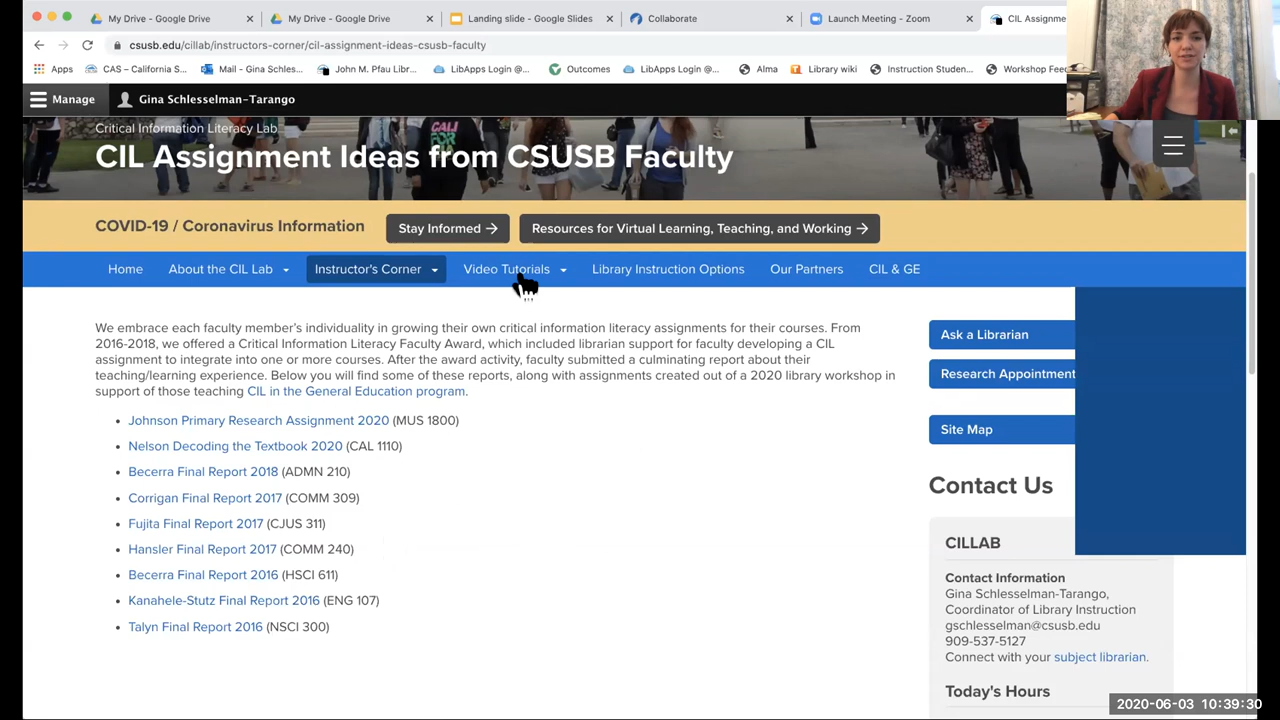 My Drive - Google Drive
My Drive - Google Drive
Landing slide - Google Slides
Collaborate
Launch Meeting - Zoom
CIL Assignme
csusb.edu/cillab/instructors-corner/cil-assignment-ideas-csusb-faculty
Apps
CAS – California S...
Mail - Gina Schles...
John M. Pfau Libr...
LibApps Login @...
Outcomes
LibApps Login @...
Alma
Library wiki
Instruction Studen...
Workshop Fee
Manage
Gina Schlesselman-Tarango
CALI
FOR
Critical Information Literacy Lab
CIL Assignment Ideas from CSUSB Faculty
COVID-19 / Coronavirus Information
Stay Informed →
Resources for Virtual Learning, Teaching, and Working →
Home
About the CIL Lab
Instructor's Corner
Video Tutorials
Library Instruction Options
Our Partners
CIL & GE
We embrace each faculty member's individuality in growing their own critical information literacy assignments for their courses. From
2016-2018, we offered a Critical Information Literacy Faculty Award, which included librarian support for faculty developing a CIL
assignment to integrate into one or more courses. After the award activity, faculty submitted a culminating report about their
teaching/learning experience. Below you will find some of these reports, along with assignments created out of a 2020 library workshop in
support of those teaching CIL in the General Education program.
• Johnson Primary Research Assignment 2020 (MUS 1800)
• Nelson Decoding the Textbook 2020 (CAL 1110)
• Becerra Final Report 2018 (ADMN 210)
• Corrigan Final Report 2017 (COMM 309)
• Fujita Final Report 2017 (CJUS 311)
• Hansler Final Report 2017 (COMM 240)
• Becerra Final Report 2016 (HSCI 611)
• Kanahele-Stutz Final Report 2016 (ENG 107)
• Talyn Final Report 2016 (NSCI 300)
Ask a Librarian
Research Appointment
Site Map
Contact Us
CILLAB
Contact Information
Gina Schlesselman-Tarango,
Coordinator of Library Instruction
gschlesselman@csusb.edu
909-537-5127
Connect with your subject librarian.
Today's Hours
2020-06-03 10:39:30